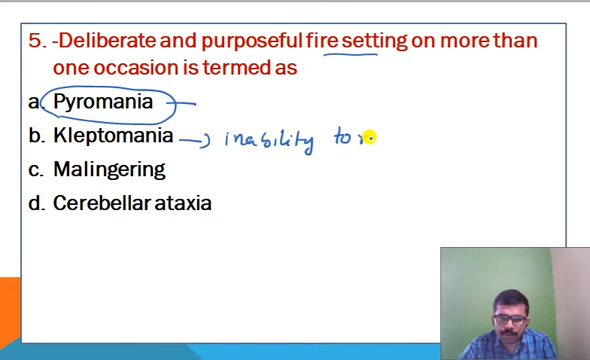 5. -Deliberate and purposeful fire setting on more than
one occasion is termed as
a. Pyromania
b. Kleptomania → inability to
c. Malingering
d. Cerebellar ataxia